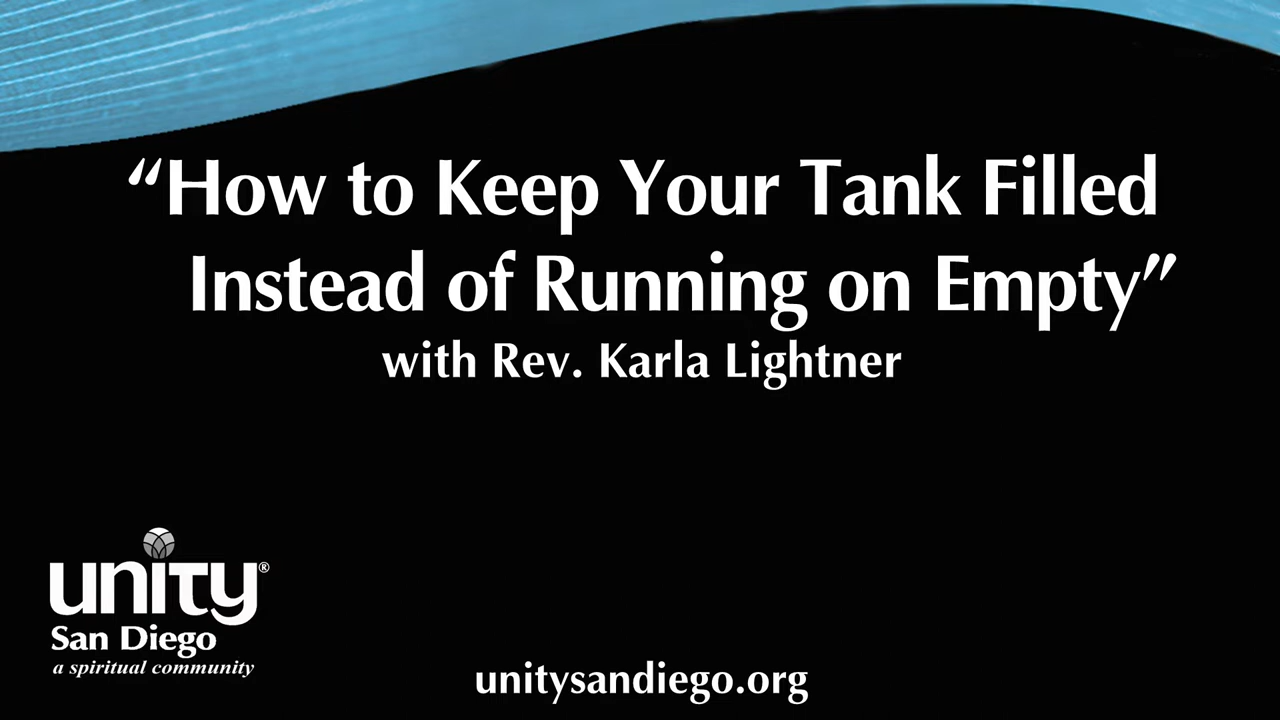 “How to Keep Your Tank Filled
Instead of Running on Empty”
with Rev. Karla Lightner
unity®
San Diego
a spiritual community
unitysandiego.org